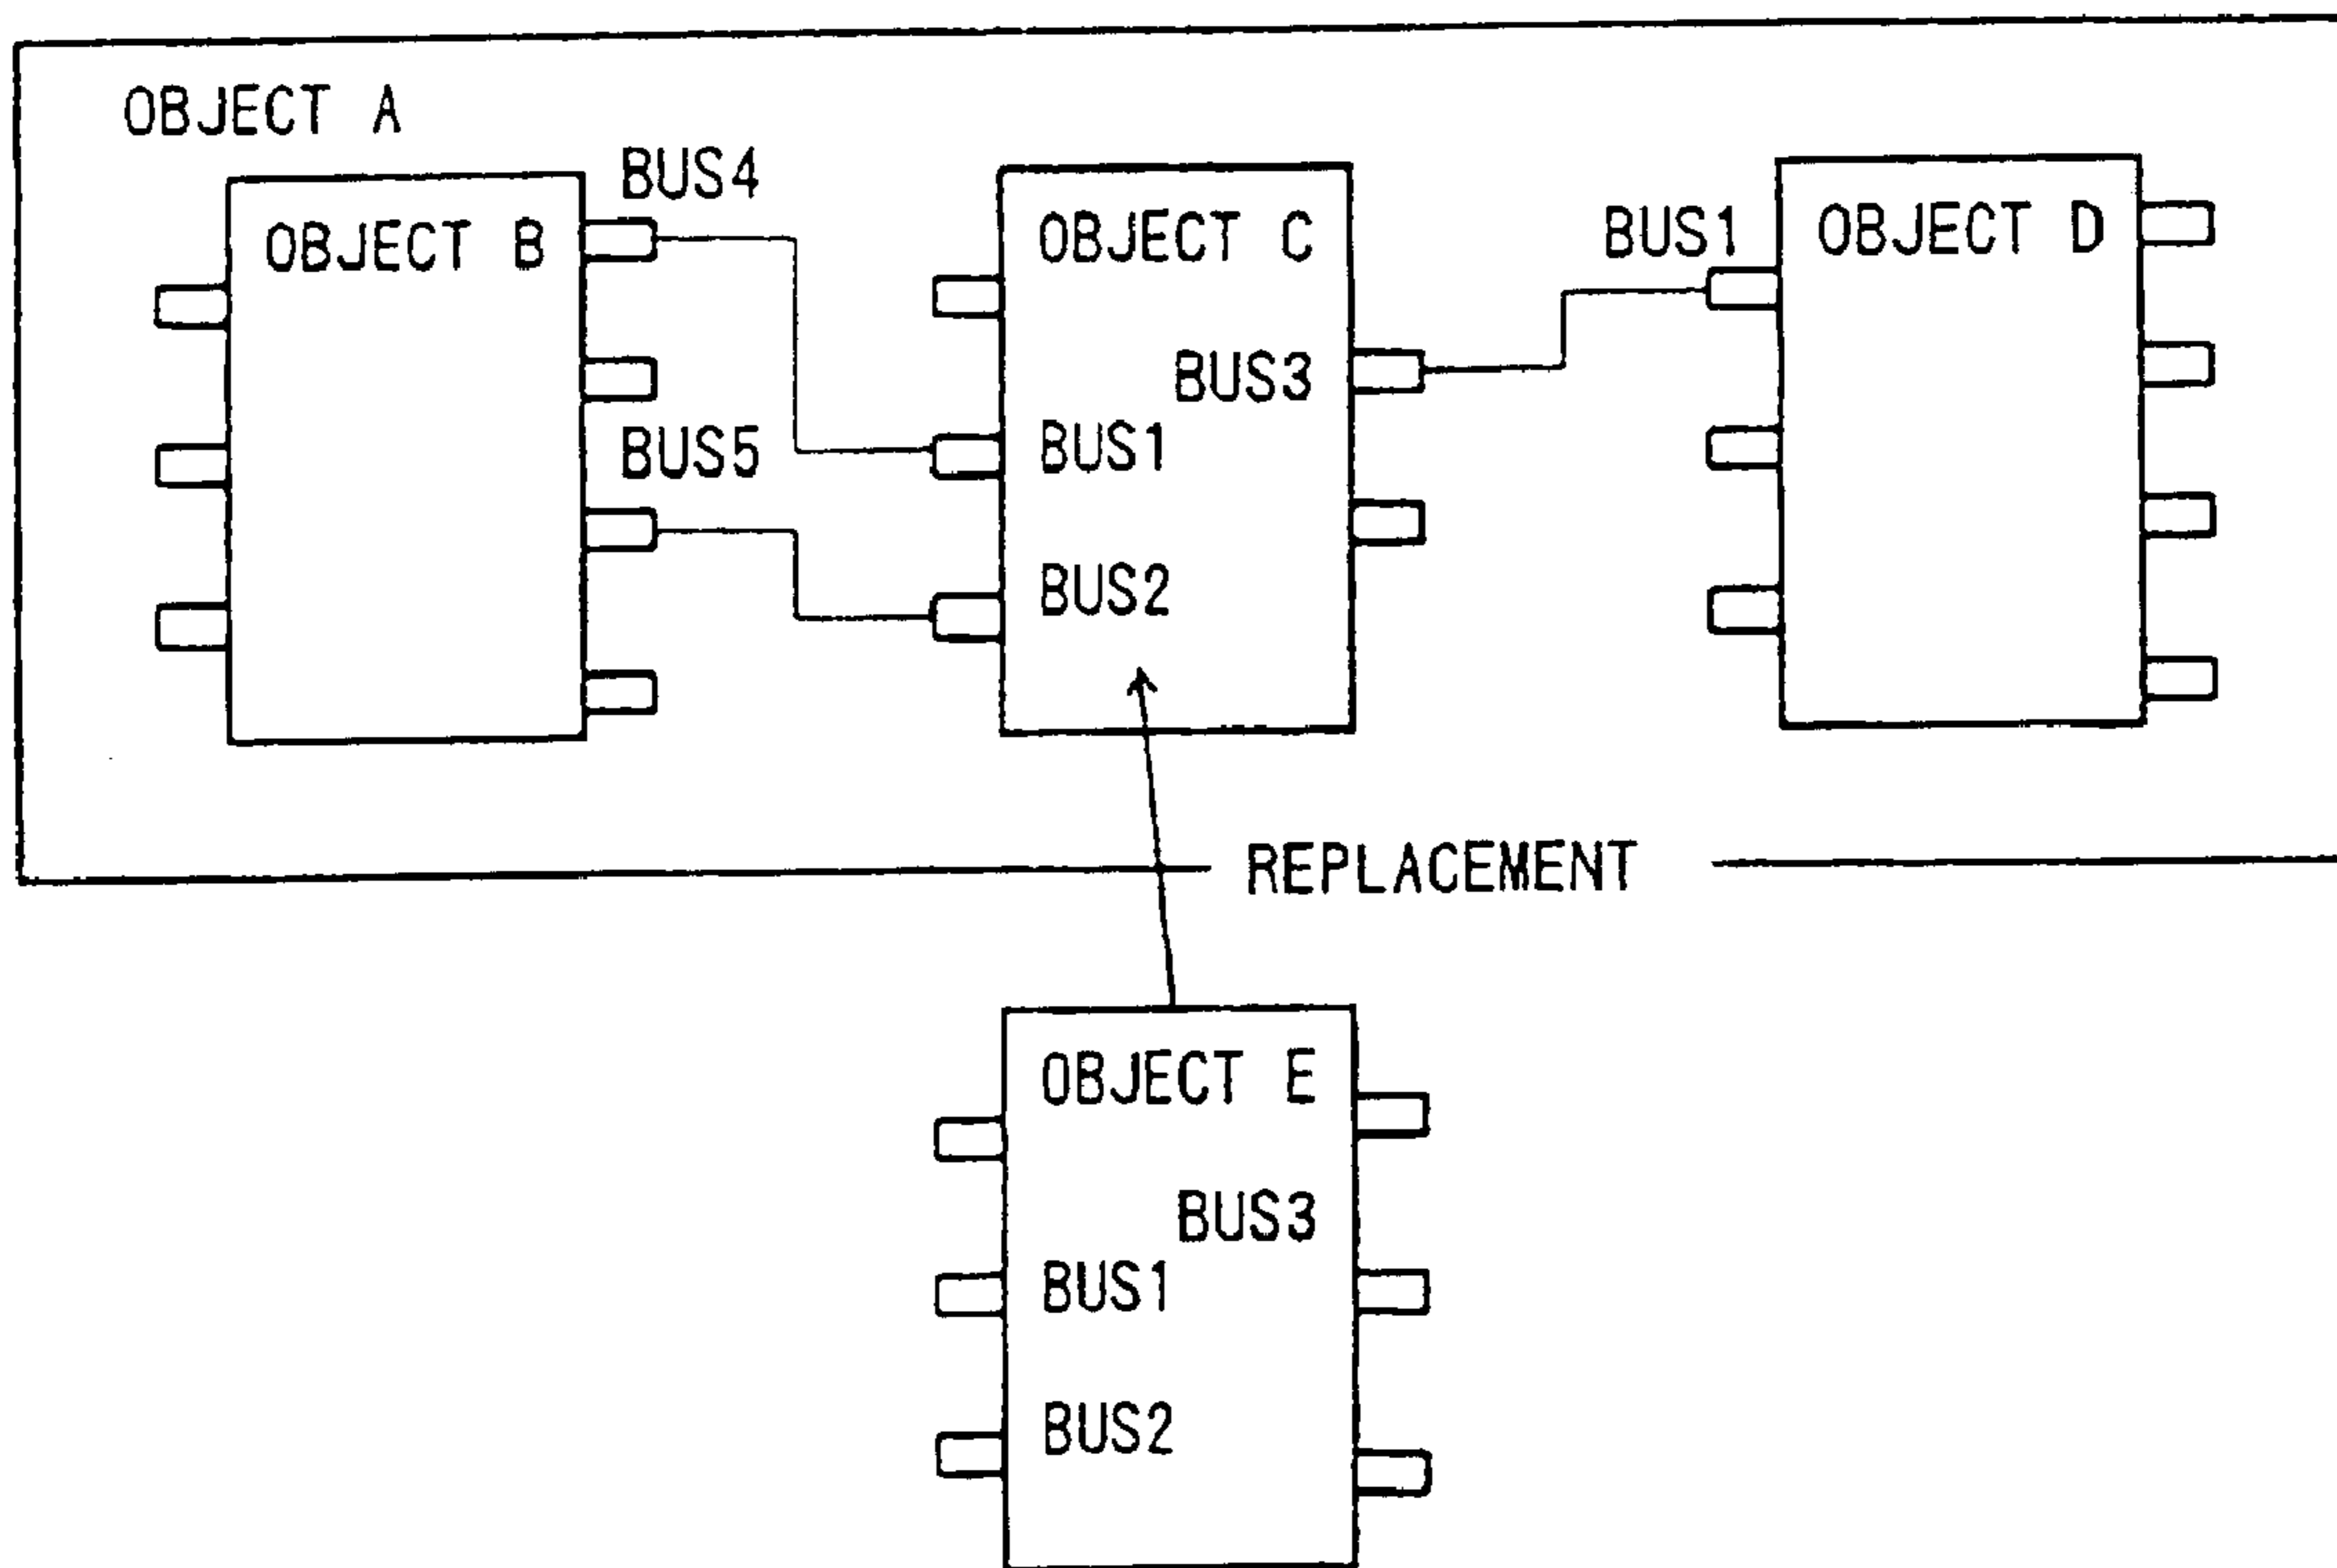 OBJECT A
BUS4
OBJECT B
BUS5
OBJECT C
BUS3
BUS1
BUS2
BUS1
OBJECT D
REPLACEMENT
OBJECT E
BUS3
BUS1
BUS2